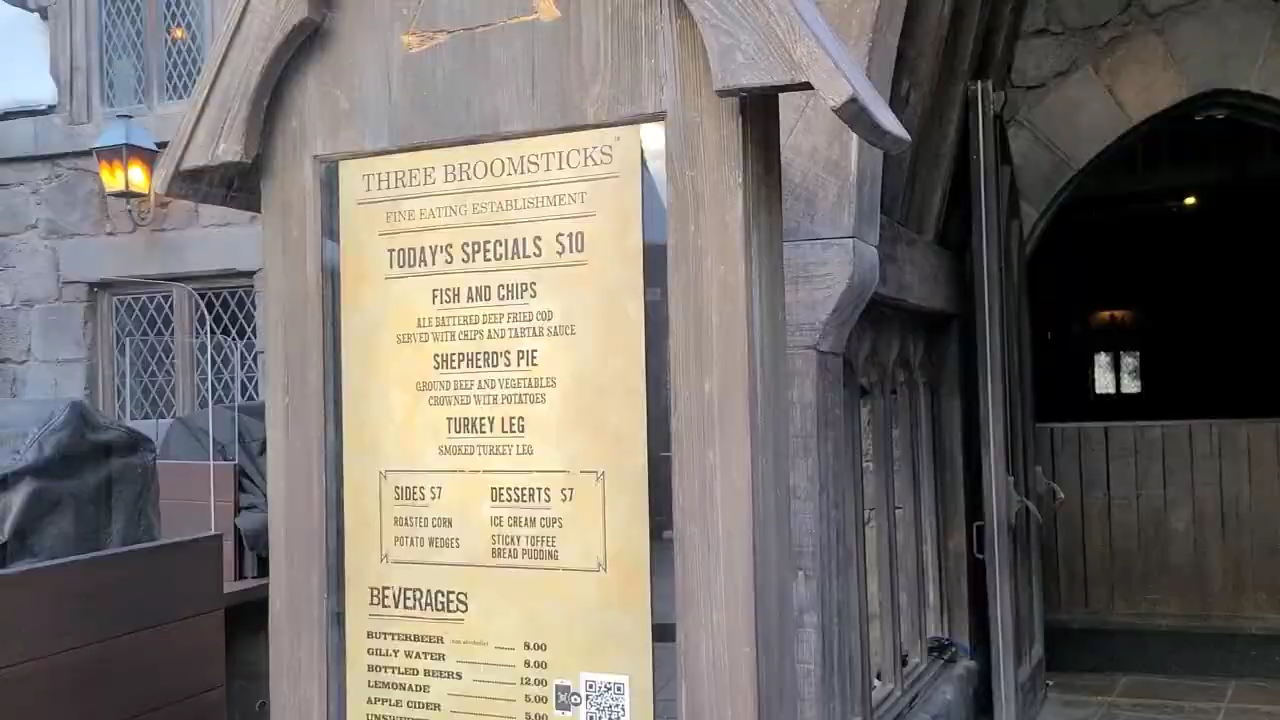 THREE BROOMSTICKS
FINE EATING ESTABLISHMENT
TODAY'S SPECIALS $10
FISH AND CHIPS
ALE BATTERED DEEP FRIED COD
SERVED WITH CHIPS AND TARTAR SAUCE
SHEPHERD'S PIE
GROUND BEEF AND VEGETABLES
CROWNED WITH POTATOES
TURKEY LEG
SMOKED TURKEY LEG
SIDES $7
ROASTED CORN
POTATO WEDGES
DESSERTS $7
ICE CREAM CUPS
STICKY TOFFEE
BREAD PUDDING
BEVERAGES
BUTTERBEER (non alcoholic) 8.00
GILLY WATER 8.00
BOTTLED BEERS 12.00
LEMONADE 5.00
APPLE CIDER 5.00